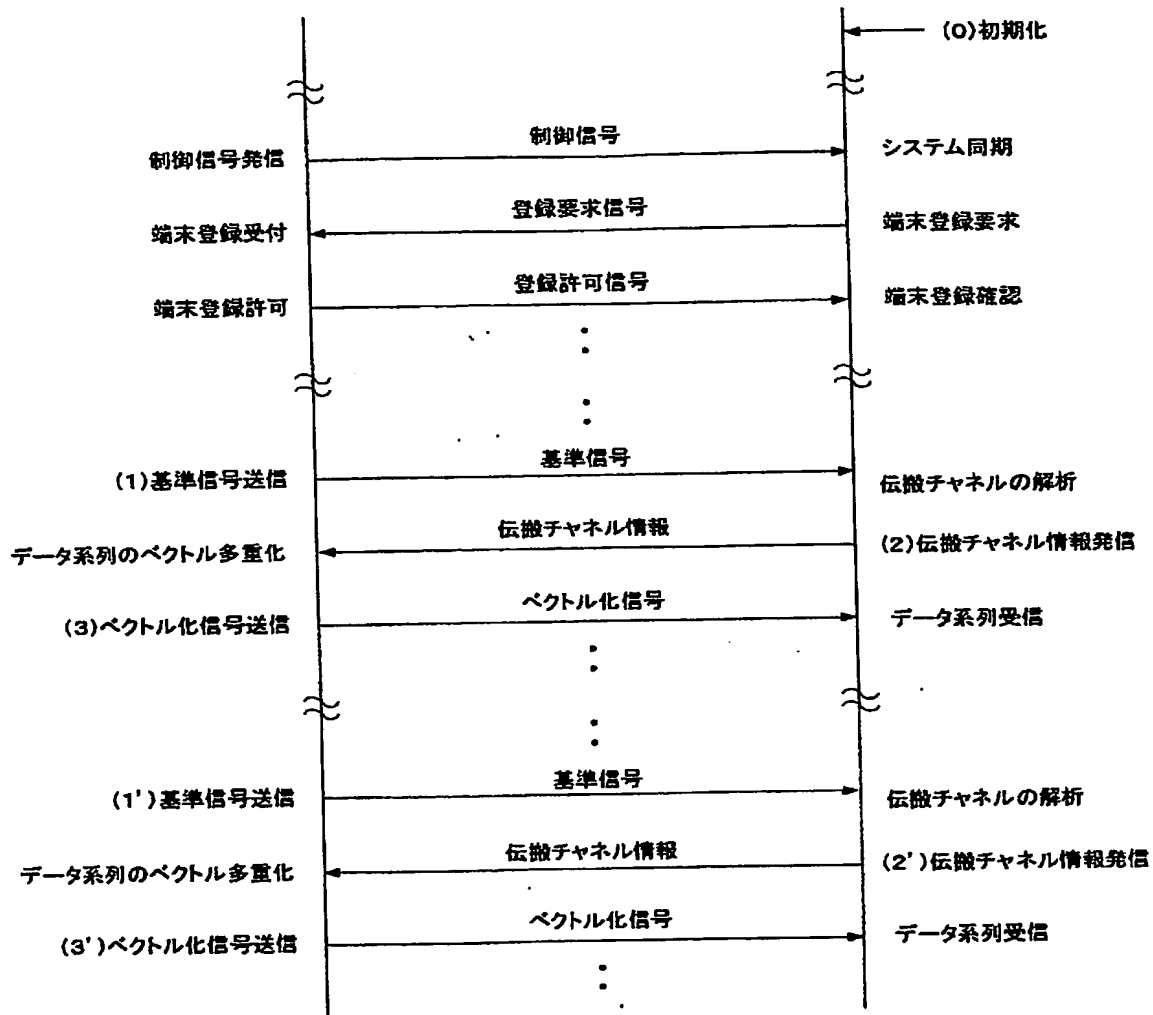 (0)初期化
制御信号
制御信号発信
システム同期
登録要求信号
端末登録受付
端末登録要求
登録許可信号
端末登録許可
端末登録確認
基準信号
(1)基準信号送信
伝搬チャネルの解析
伝搬チャネル情報
データ系列のベクトル多重化
(2)伝搬チャネル情報発信
ベクトル化信号
(3)ベクトル化信号送信
データ系列受信
基準信号
(1')基準信号送信
伝搬チャネルの解析
伝搬チャネル情報
データ系列のベクトル多重化
(2')伝搬チャネル情報発信
ベクトル化信号
(3')ベクトル化信号送信
データ系列受信